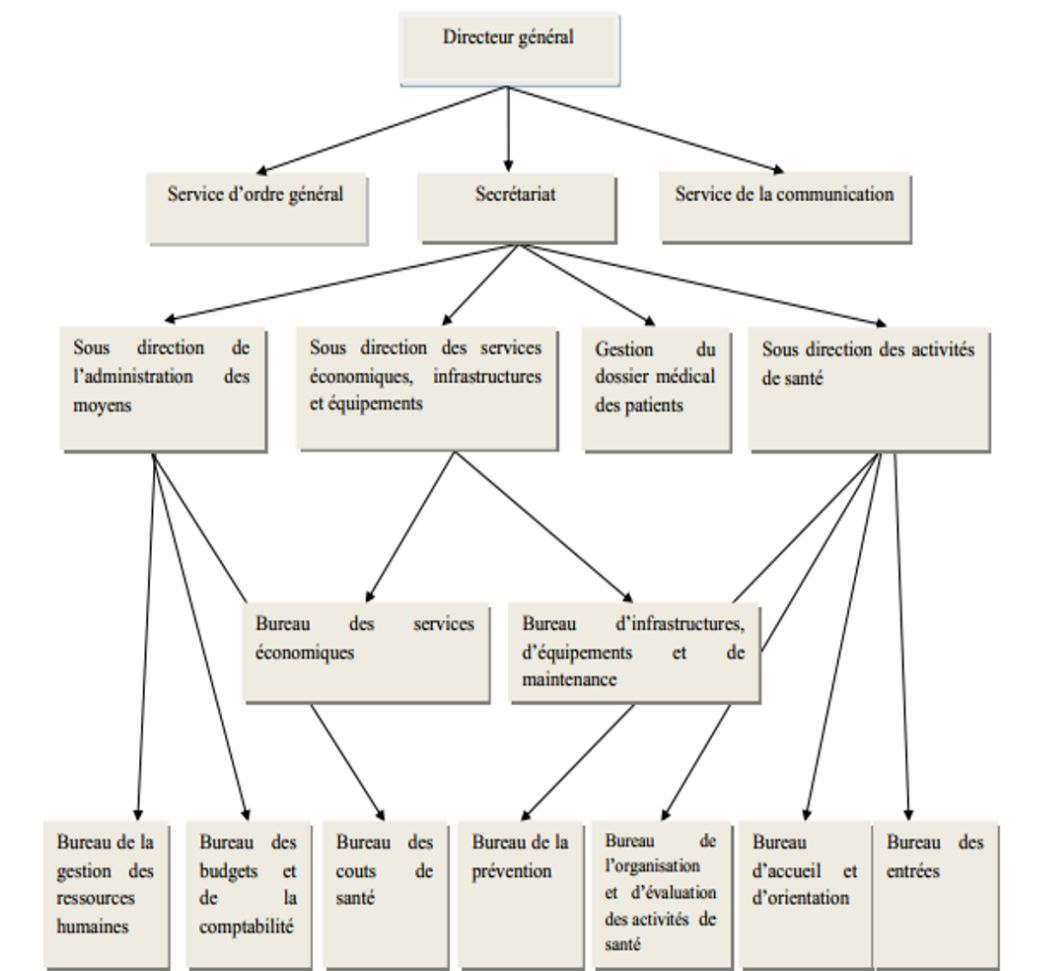 Directeur général
Service d’ordre général
Secrétariat
Service de la communication
Sous direction de
l’administration des
moyens
Sous direction des services
économiques, infrastructures
et équipements
Gestion du
dossier médical
des patients
Sous direction des activités
de santé
Bureau des services
économiques
Bureau d’infrastructures,
d’équipements et de
maintenance
Bureau de la
gestion des
ressources
humaines
Bureau des
budgets et
de la
comptabilité
Bureau des
couts de
santé
Bureau de la
prévention
Bureau de
l’organisation
et d’évaluation
des activités de
santé
Bureau
d’accueil et
d’orientation
Bureau des
entrées